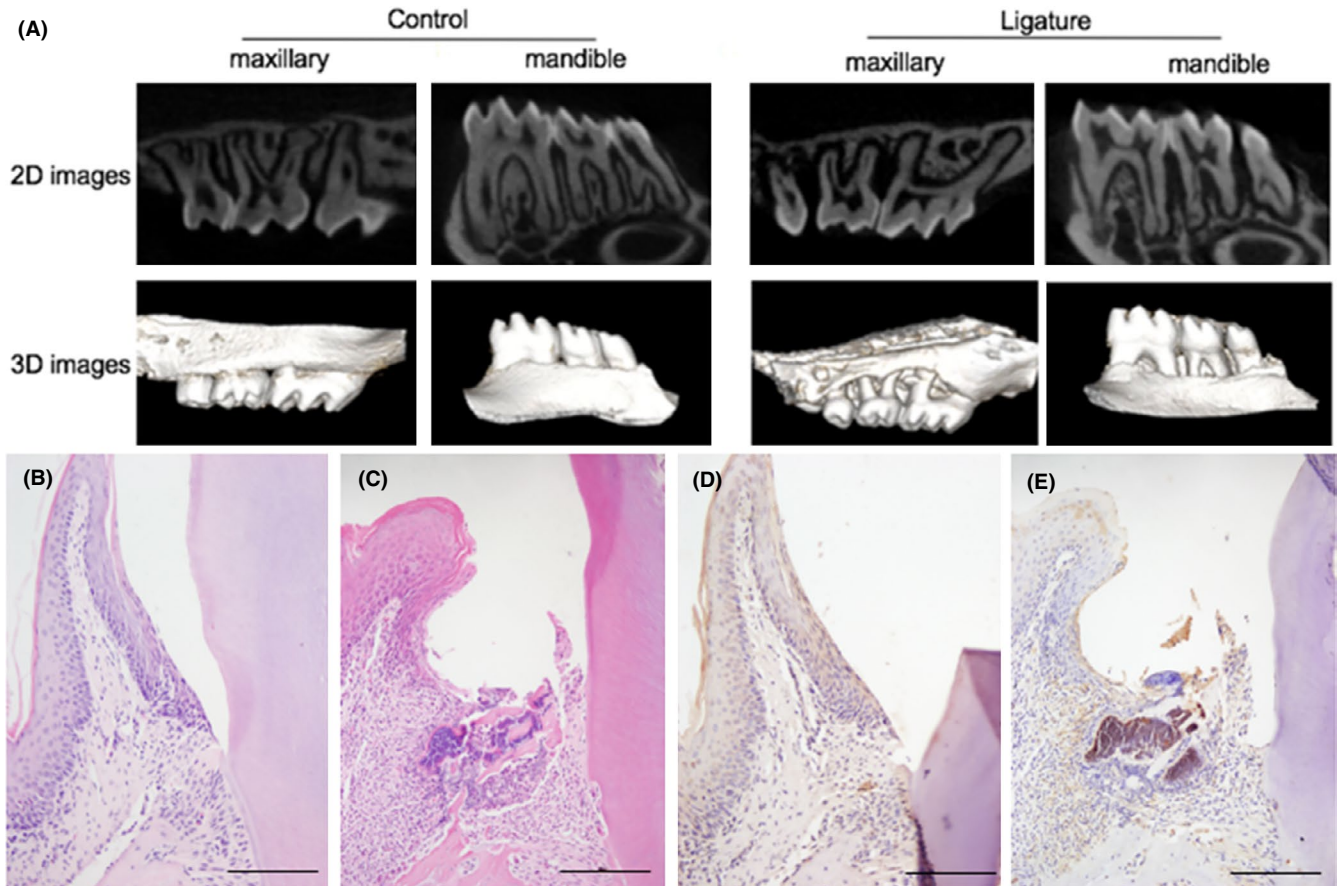 (A)
Control
Ligature
maxillary
mandible
maxillary
mandible
2D images
3D images
(B)
(C)
(D)
(E)